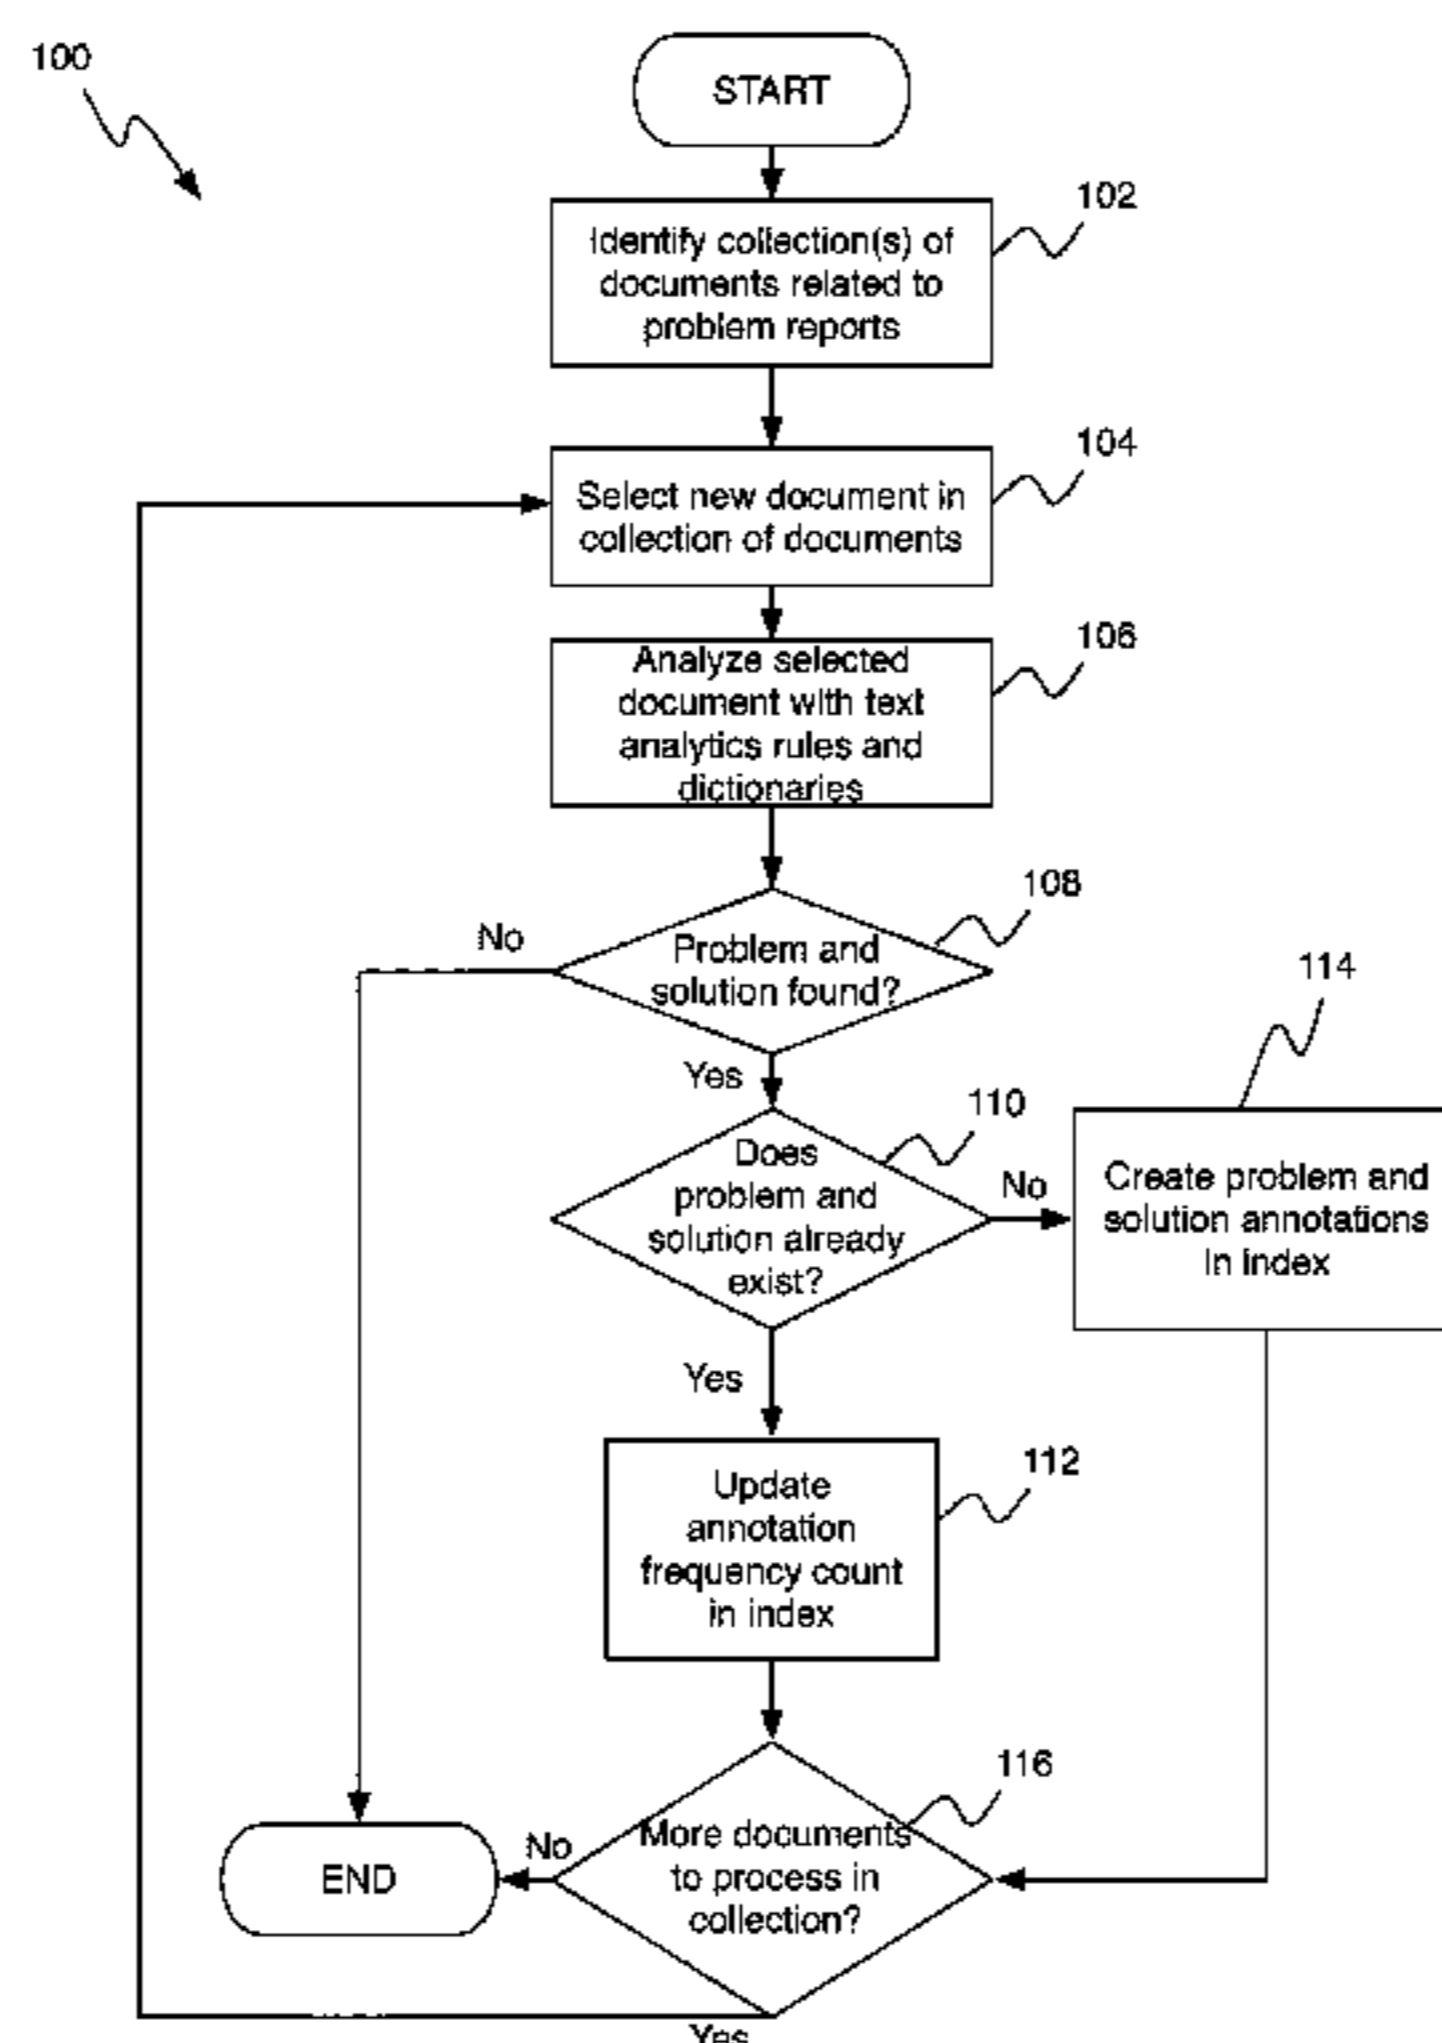 100
START
102
Identify collection(s) of
documents related to
problem reports
104
Select new document in
collection of documents
106
Analyze selected
document with text
analytics rules and
dictionaries
108
No
Problem and
solution found?
114
Yes
110
Does
problem and
solution already
exist?
No
Create problem and
solution annotations
in index
Yes
112
Update
annotation
frequency count
in index
116
More documents
to process in
collection?
No
END
Yes